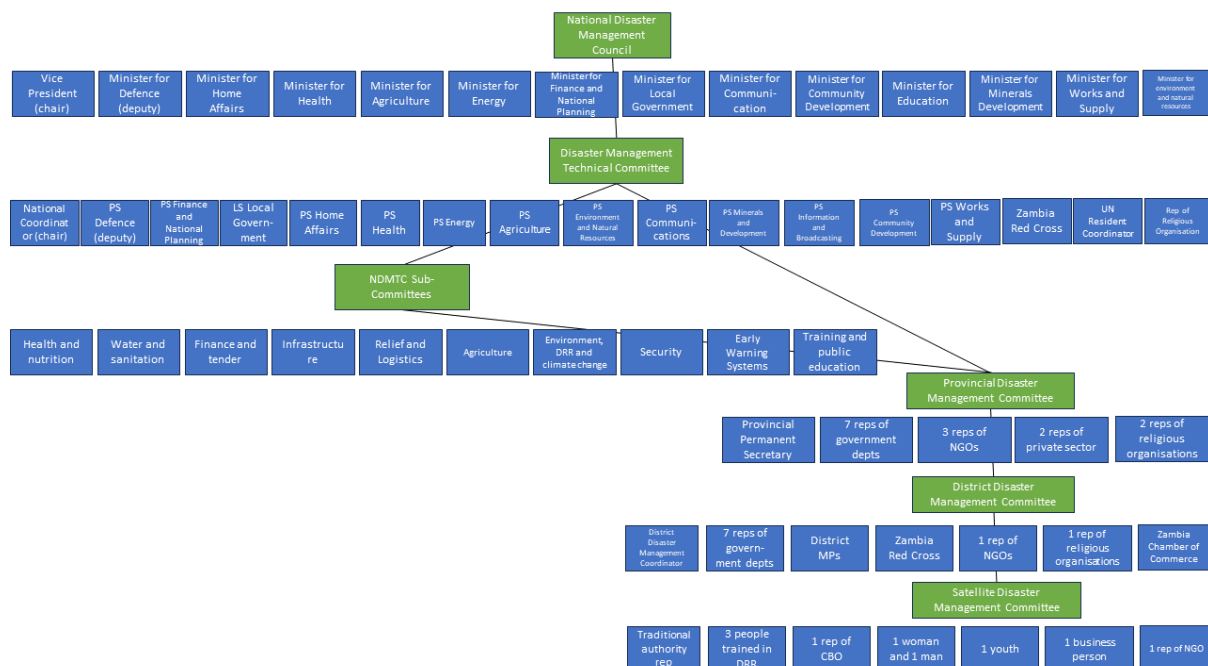 National Disaster
Management
Council
Vice
President
(chair)
Minister for
Defence
(deputy)
Minister for
Home
Affairs
Minister for
Health
Minister for
Agriculture
Minister for
Energy
Minister for
Finance and
National
Planning
Minister for
Local
Government
Minister for
Communi-
cation
Minister for
Community
Development
Minister for
Education
Minister for
Minerals
Development
Minister for
Works and
Supply
Minister for
environment
and natural
resources
Disaster Management
Technical Committee
National
Coordinat
or (chair)
PS
Defence
(deputy)
PS Finance
and
National
Planning
LS Local
Govern-
ment
PS Home
Affairs
PS
Health
PS Energy
PS
Agriculture
PS
Environment
and Natural
Resources
PS
Communi-
cations
PS Minerals
and
Development
PS
Information
and
Broadcasting
PS
Community
Development
PS Works
and
Supply
Zambia
Red Cross
UN
Resident
Coordinator
Rep of
Religious
Organisation
NDMTC Sub-
Committees
Health and
nutrition
Water and
sanitation
Finance and
tender
Infrastructu
re
Relief and
Logistics
Agriculture
Environment,
DRR and
climate change
Security
Early
Warning
Systems
Training and
public
education
Provincial Disaster
Management Committee
Provincial
Permanent
Secretary
7 reps of
government
depts
3 reps of
NGOs
2 reps of
private sector
2 reps of
religious
organisations
District Disaster
Management Committee
District
Disaster
Management
Coordinator
7 reps of
govern-
ment depts
District
MPs
Zambia
Red Cross
1 rep of
NGOs
1 rep of
religious
organisations
Zambia
Chamber of
Commerce
Satellite Disaster
Management Committee
Traditional
authority
rep
3 people
trained in
DRR
1 rep of
CBO
1 woman
and 1 man
1 youth
1 business
person
1 rep of NGO